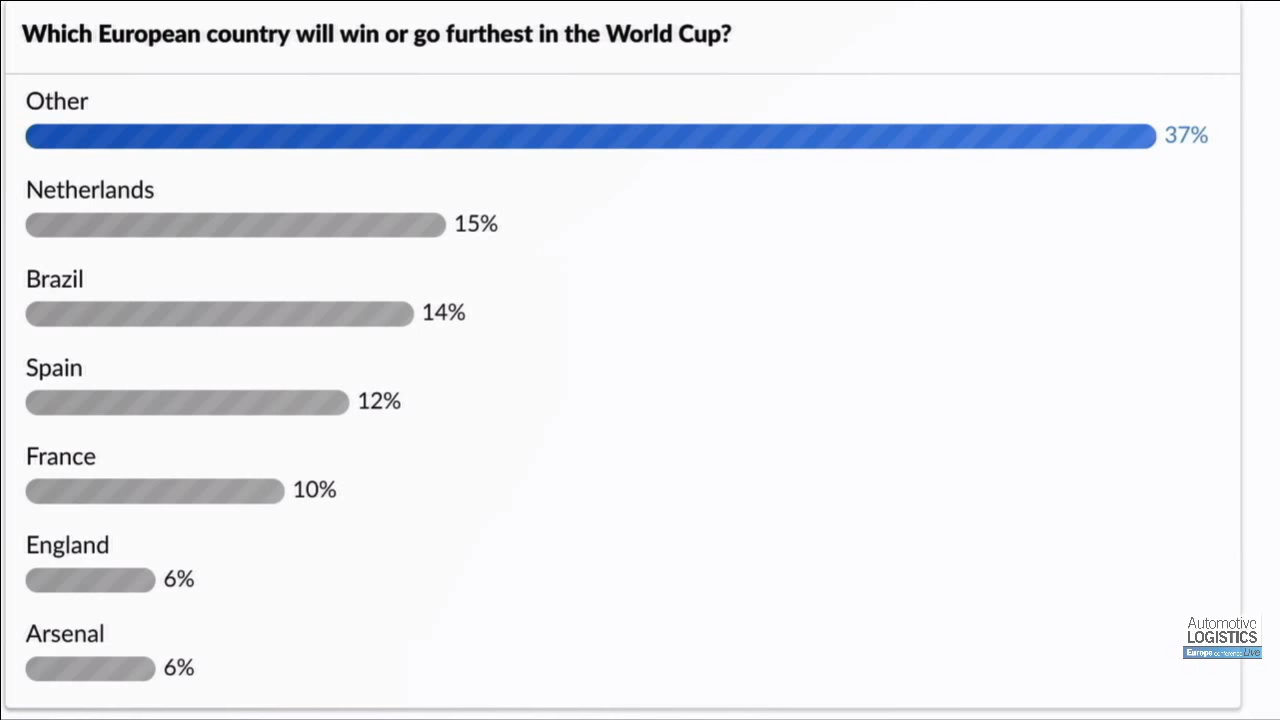 Which European country will win or go furthest in the World Cup?
Other
37%
Netherlands
15%
Brazil
14%
Spain
12%
France
10%
England
6%
Arsenal
6%
Automotive
LOGISTICS
Europe conference Live